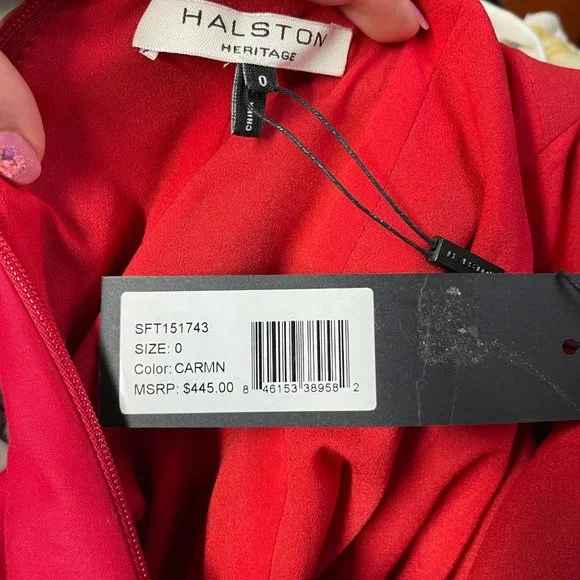 HALSTON
HERITAGE
0
CHINA
SFT151743
SIZE: 0
Color: CARMN
MSRP: $445.00
8 46153 38958 2